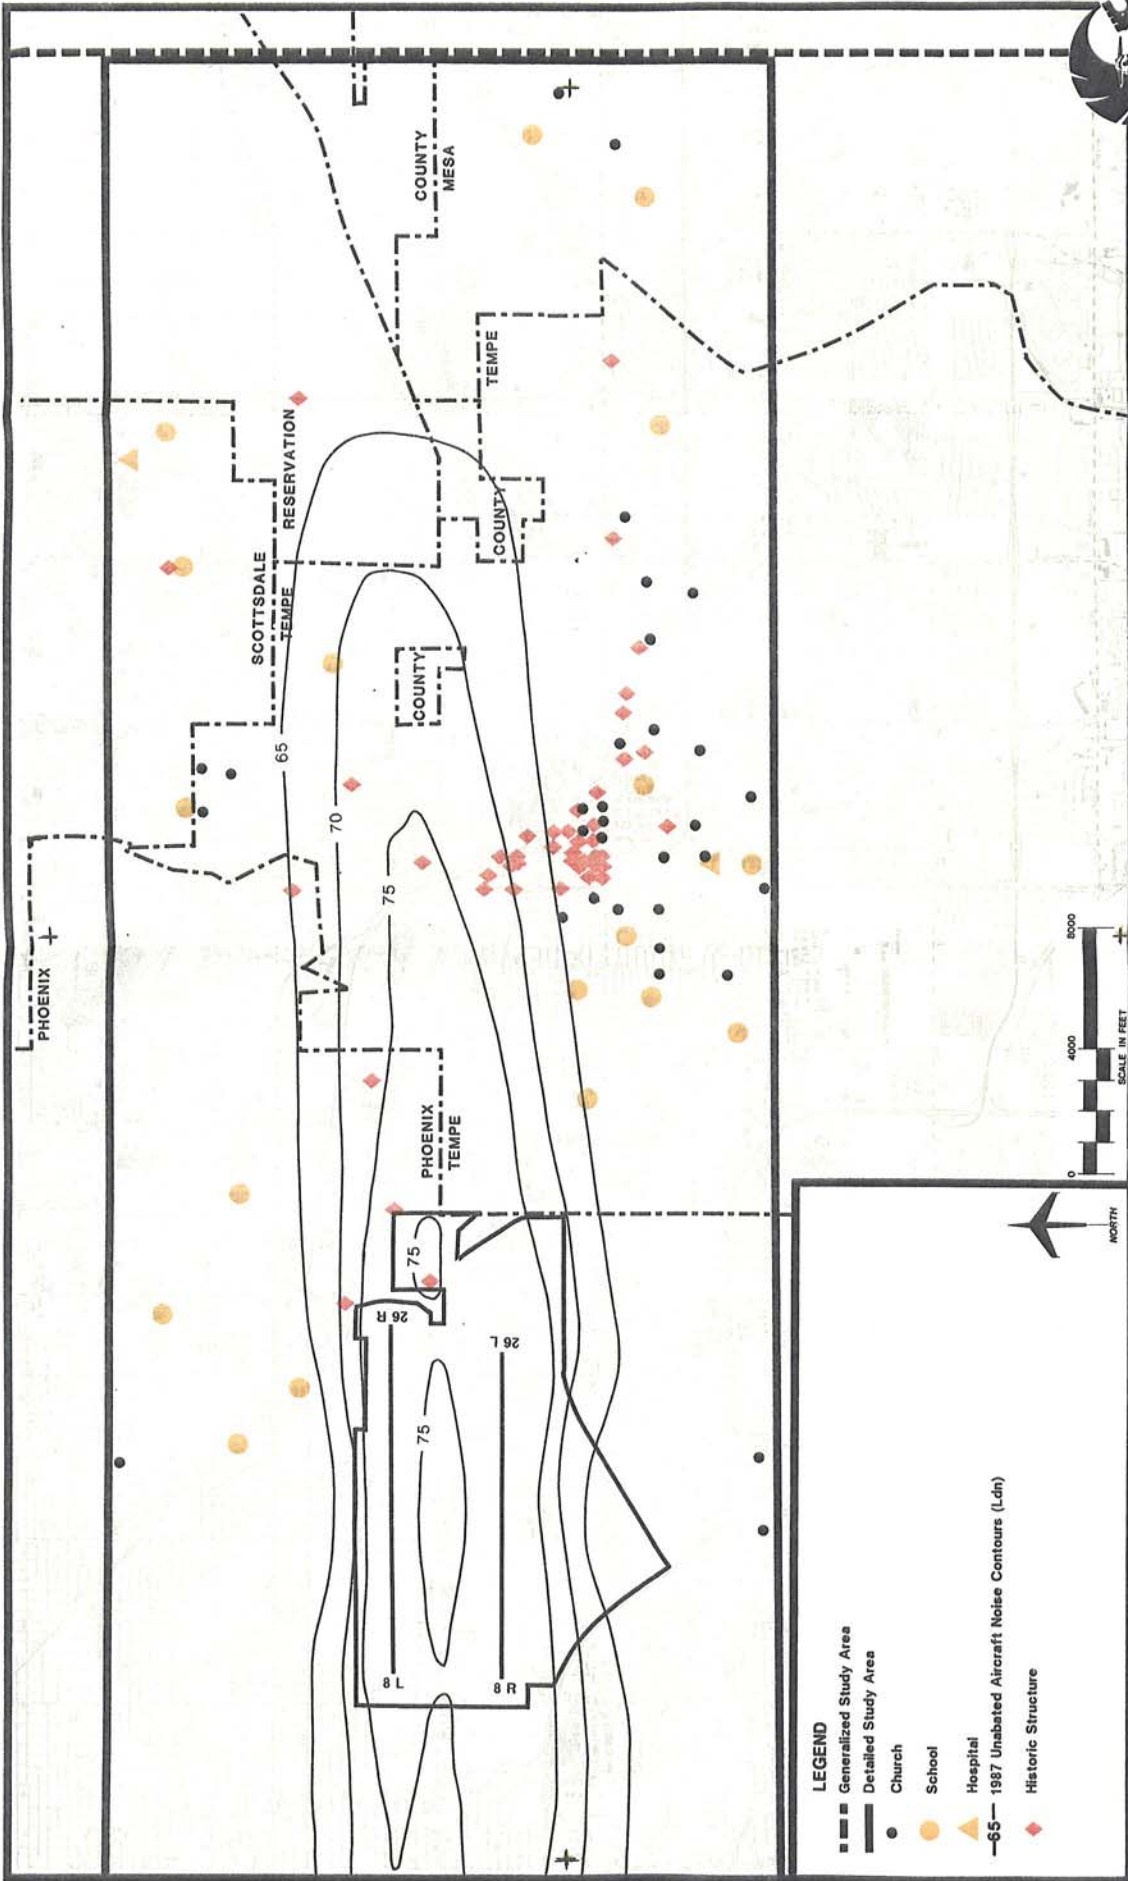 PHOENIX
SCOTTSDALE
TEMPE
RESERVATION
COUNTY
MESA
TEMPE
COUNTY
COUNTY
65
70
75
PHOENIX
TEMPE
75
75
26 R
26 L
8 L
8 R
LEGEND
Generalized Study Area
Detailed Study Area
Church
School
Hospital
65 1987 Unabated Aircraft Noise Contours (Ldn)
Historic Structure
NORTH
0 4000 8000
SCALE IN FEET